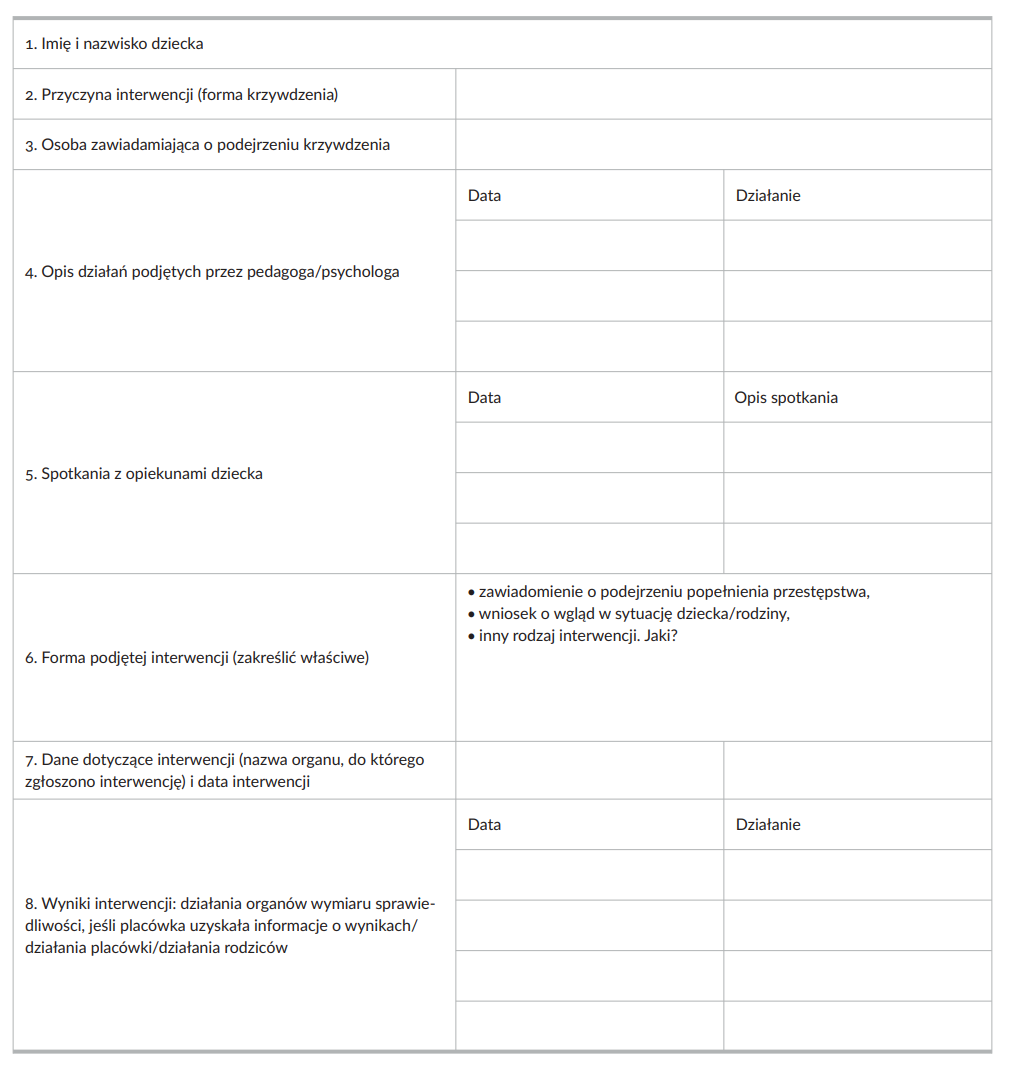 1. Imię i nazwisko dziecka
2. Przyczyna interwencji (forma krzywdzenia)
3. Osoba zawiadamiająca o podejrzeniu krzywdzenia
4. Opis działań podjętych przez pedagoga/psychologa
Data
Działanie
5. Spotkania z opiekunami dziecka
Data
Opis spotkania
6. Forma podjętej interwencji (zakreślić właściwe)
• zawiadomienie o podejrzeniu popełnienia przestępstwa,
• wniosek o wgląd w sytuację dziecka/rodziny,
• inny rodzaj interwencji. Jaki?
7. Dane dotyczące interwencji (nazwa organu, do którego
zgłoszono interwencję) i data interwencji
8. Wyniki interwencji: działania organów wymiaru sprawie-
dliwości, jeśli placówka uzyskała informacje o wynikach/
działania placówki/działania rodziców
Data
Działanie